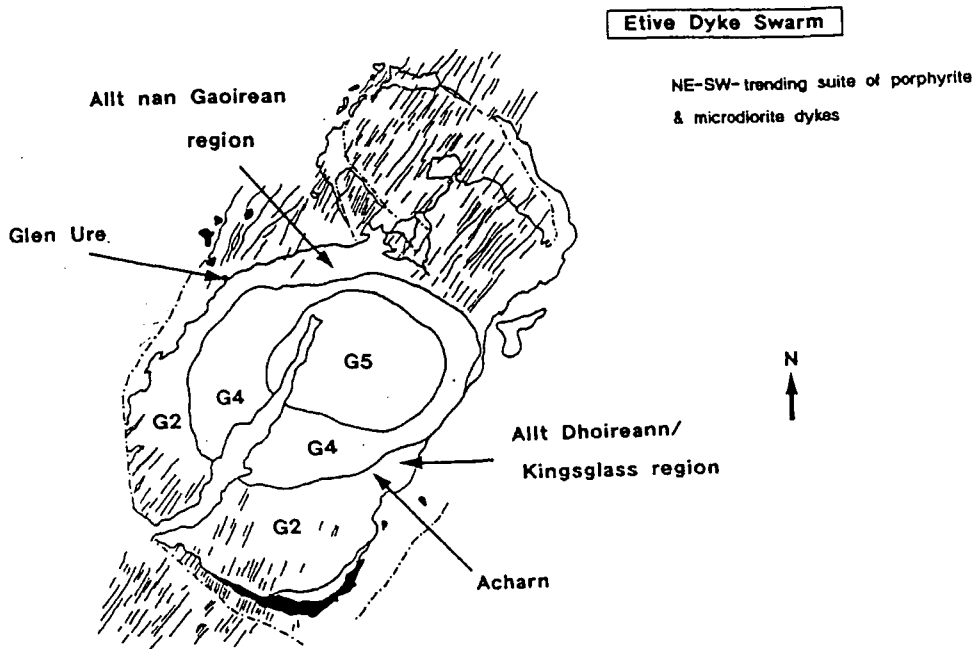 Etive Dyke Swarm
NE-SW-trending suite of porphyrite
& microdiorite dykes
Allt nan Gaoirean
region
Glen Ure
G5
G4
G2
G4
G2
N
Allt Dhoireann/
Kingsglass region
Acharn